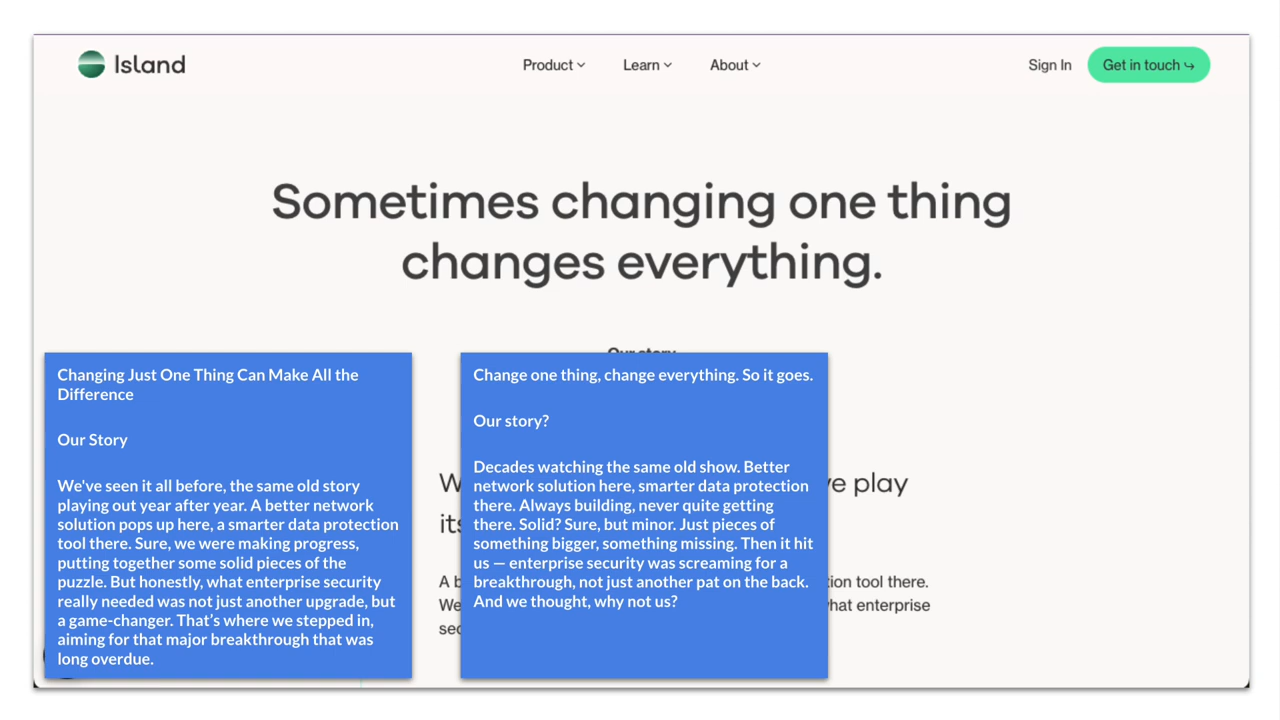 Island
Product
Learn
About
Sign In
Get in touch
Sometimes changing one thing
changes everything.
Our story
Changing Just One Thing Can Make All the
Difference
Our Story
We've seen it all before, the same old story
playing out year after year. A better network
solution pops up here, a smarter data protection
tool there. Sure, we were making progress,
putting together some solid pieces of the
puzzle. But honestly, what enterprise security
really needed was not just another upgrade, but
a game-changer. That’s where we stepped in,
aiming for that major breakthrough that was
long overdue.
Change one thing, change everything. So it goes.
Our story?
Decades watching the same old show. Better
network solution here, smarter data protection
there. Always building, never quite getting
there. Solid? Sure, but minor. Just pieces of
something bigger, something missing. Then it hit
us — enterprise security was screaming for a
breakthrough, not just another pat on the back.
And we thought, why not us?
play
A
tool there.
We
enterprise